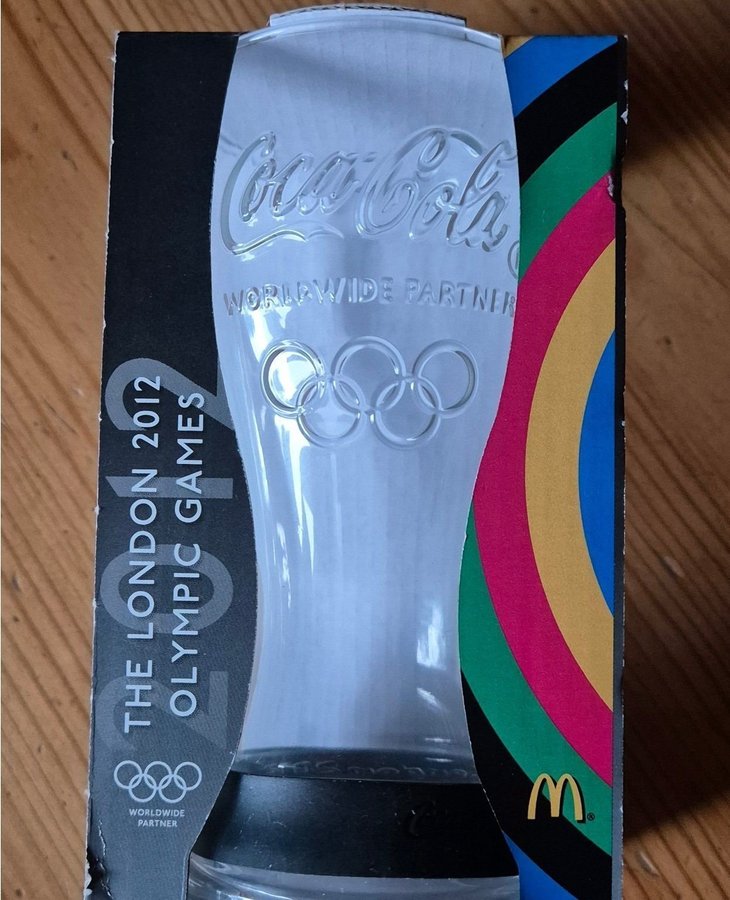 Coca-Cola
WORLDWIDE PARTNER
2012
THE LONDON 2012
OLYMPIC GAMES
WORLDWIDE
PARTNER
M®